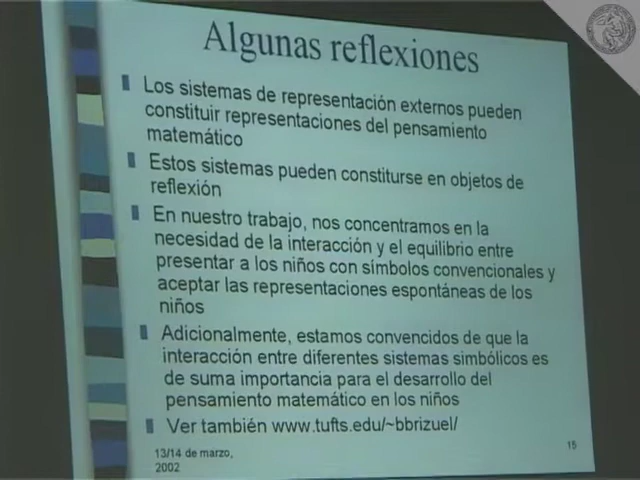 Algunas reflexiones
Los sistemas de representación externos pueden
constituir representaciones del pensamiento
matemático
Estos sistemas pueden constituirse en objetos de
reflexión
En nuestro trabajo, nos concentramos en la
necesidad de la interacción y el equilibrio entre
presentar a los niños con símbolos convencionales y
aceptar las representaciones espontáneas de los
niños
Adicionalmente, estamos convencidos de que la
interacción entre diferentes sistemas simbólicos es
de suma importancia para el desarrollo del
pensamiento matemático en los niños
Ver también www.tufts.edu/~bbrizuel/
13/14 de marzo,
2002
15